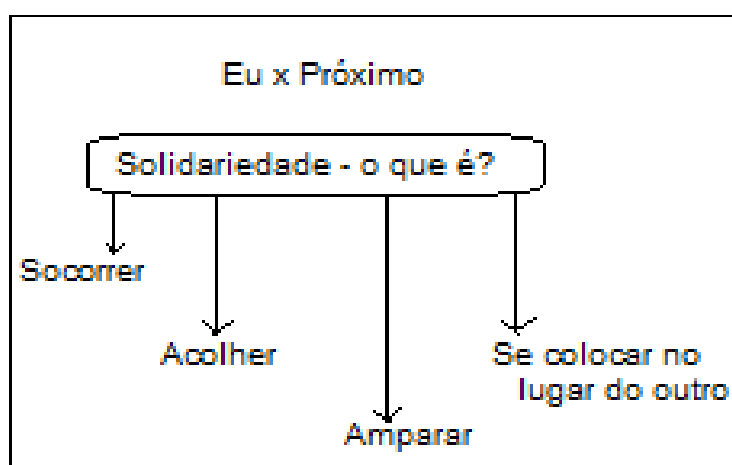 Eu x Próximo
Solidariedade - o que é?
Socorrer
Acolher
Se colocar no
lugar do outro
Amparar